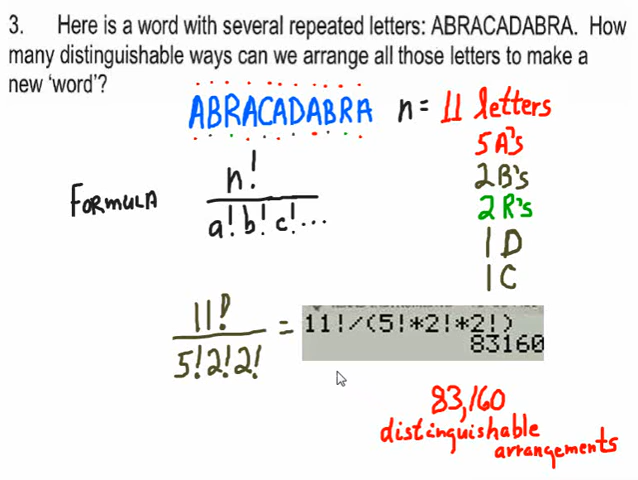 3. Here is a word with several repeated letters: ABRACADABRA. How
many distinguishable ways can we arrange all those letters to make a
new 'word'?
ABRACADABRA n = 11 letters
5 A's
2 B's
2 R's
1 D
1 C
FORMULA n!
a! b! c! ...
11!
5! 2! 2!
= 11!/(5!*2!*2!)
83160
83,160
distinguishable
arrangements